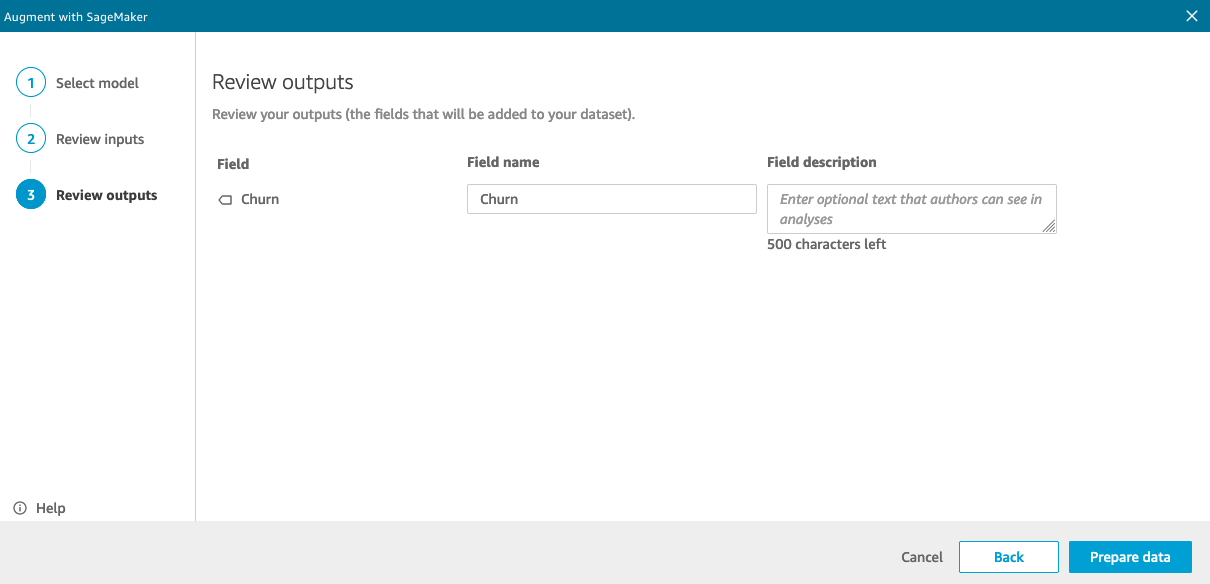 Augment with SageMaker
1 Select model
2 Review inputs
3 Review outputs
Review outputs
Review your outputs (the fields that will be added to your dataset).
Field
Field name
Field description
Churn
Churn
Enter optional text that authors can see in
analyses
500 characters left
Help
Cancel
Back
Prepare data